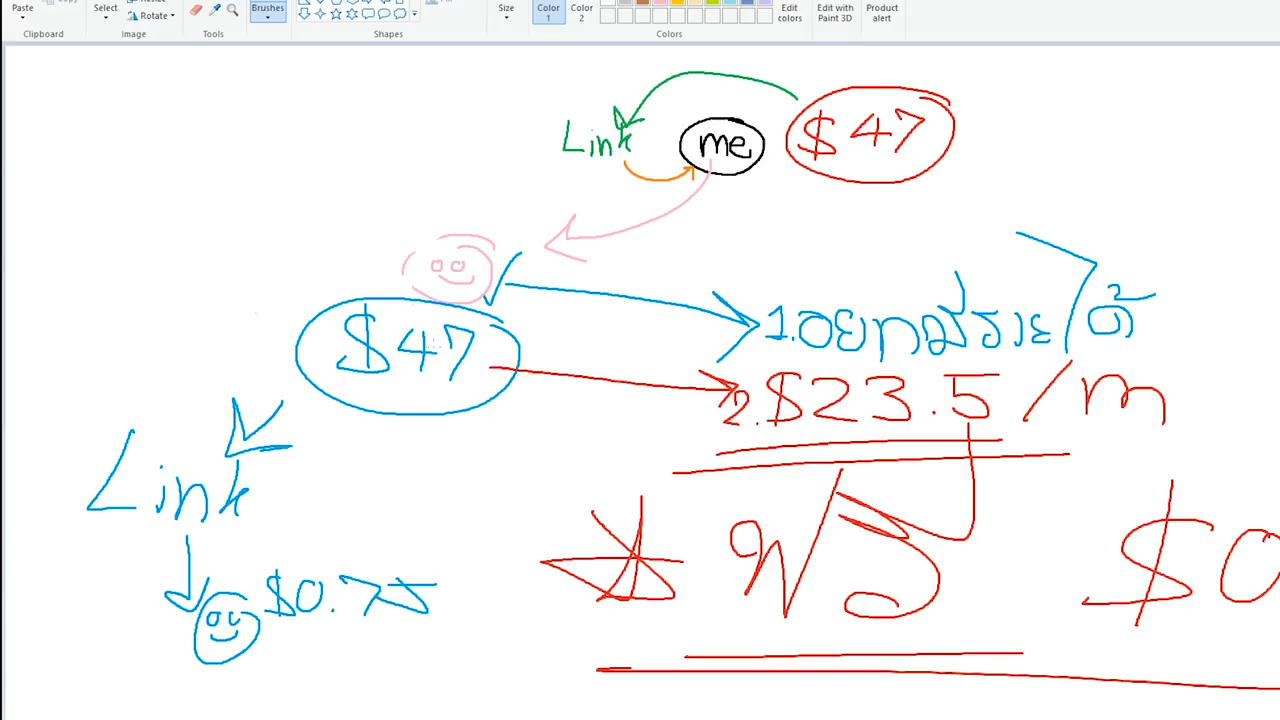 Paste
Select
Rotate
Brushes
Size
Color 1
Color 2
Edit colors
Edit with Paint 3D
Product alert
Clipboard
Image
Tools
Shapes
Colors
Link me $47
$47
$23.5/m
Link
$0
$0.75